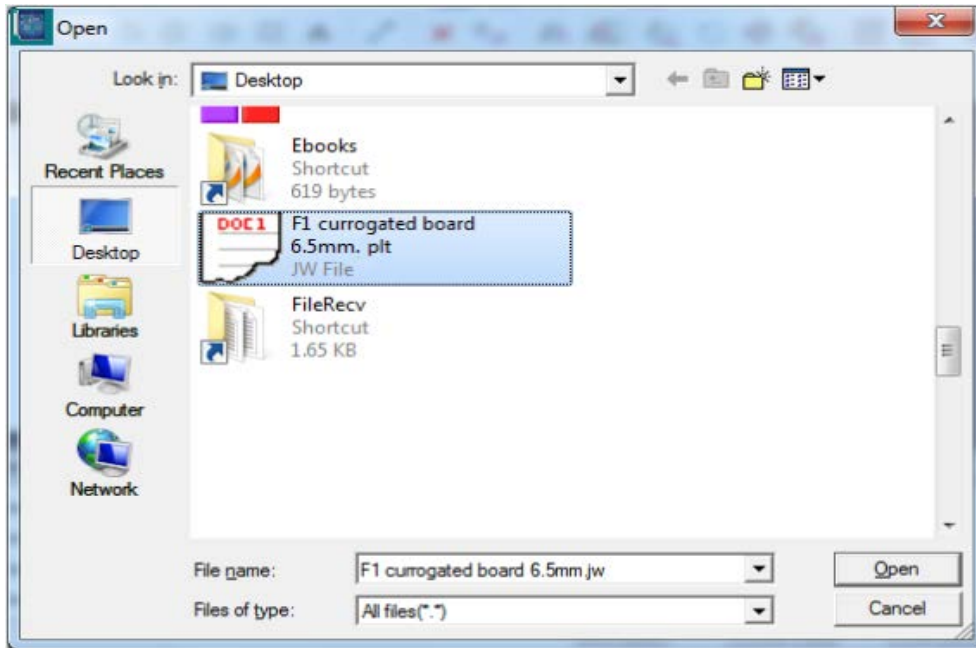 Open
Look in:
Desktop
Recent Places
Desktop
Libraries
Computer
Network
Ebooks
Shortcut
619 bytes
DOC1
F1 currogated board
6.5mm. plt
JW File
FileRecv
Shortcut
1.65 KB
File name:
F1 currogated board 6.5mm.jw
Open
Files of type:
All files(*.*)
Cancel